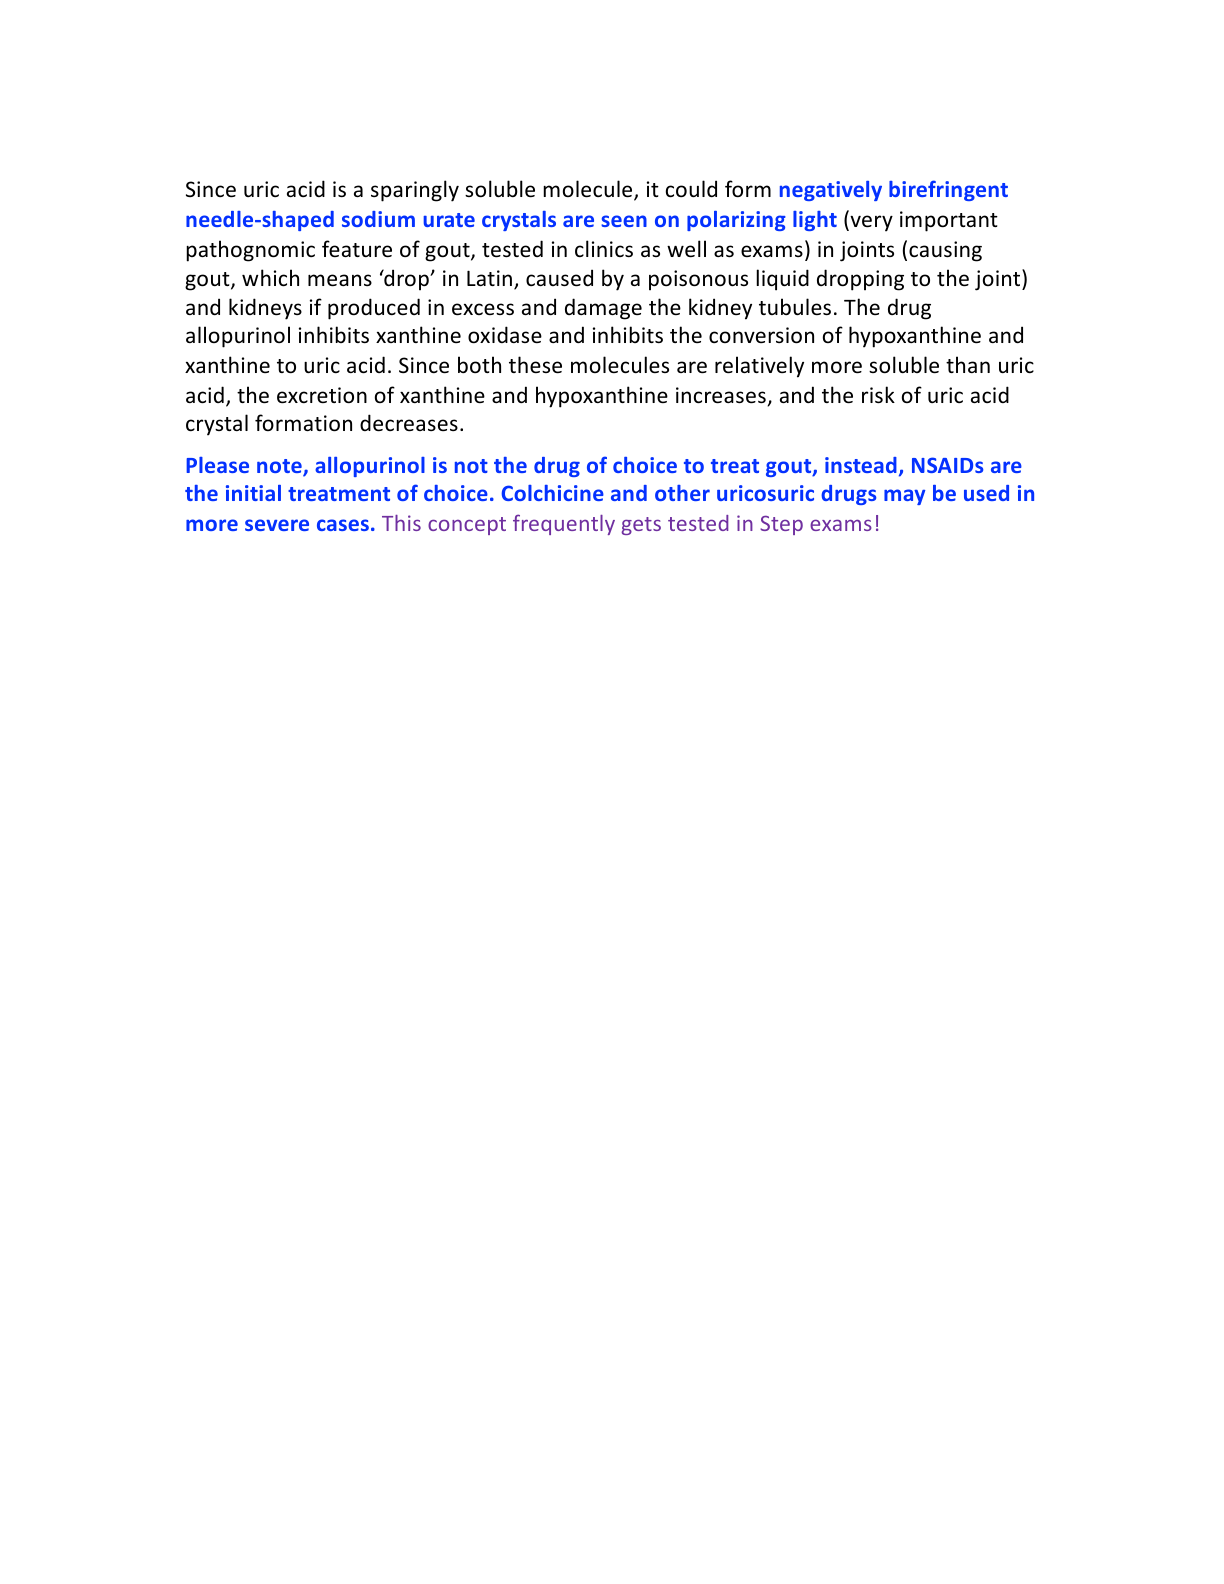 Since uric acid is a sparingly soluble molecule, it could form negatively birefringent
needle-shaped sodium urate crystals are seen on polarizing light (very important
pathognomic feature of gout, tested in clinics as well as exams) in joints (causing
gout, which means ‘drop’ in Latin, caused by a poisonous liquid dropping to the joint)
and kidneys if produced in excess and damage the kidney tubules. The drug
allopurinol inhibits xanthine oxidase and inhibits the conversion of hypoxanthine and
xanthine to uric acid. Since both these molecules are relatively more soluble than uric
acid, the excretion of xanthine and hypoxanthine increases, and the risk of uric acid
crystal formation decreases.
Please note, allopurinol is not the drug of choice to treat gout, instead, NSAIDs are
the initial treatment of choice. Colchicine and other uricosuric drugs may be used in
more severe cases. This concept frequently gets tested in Step exams!